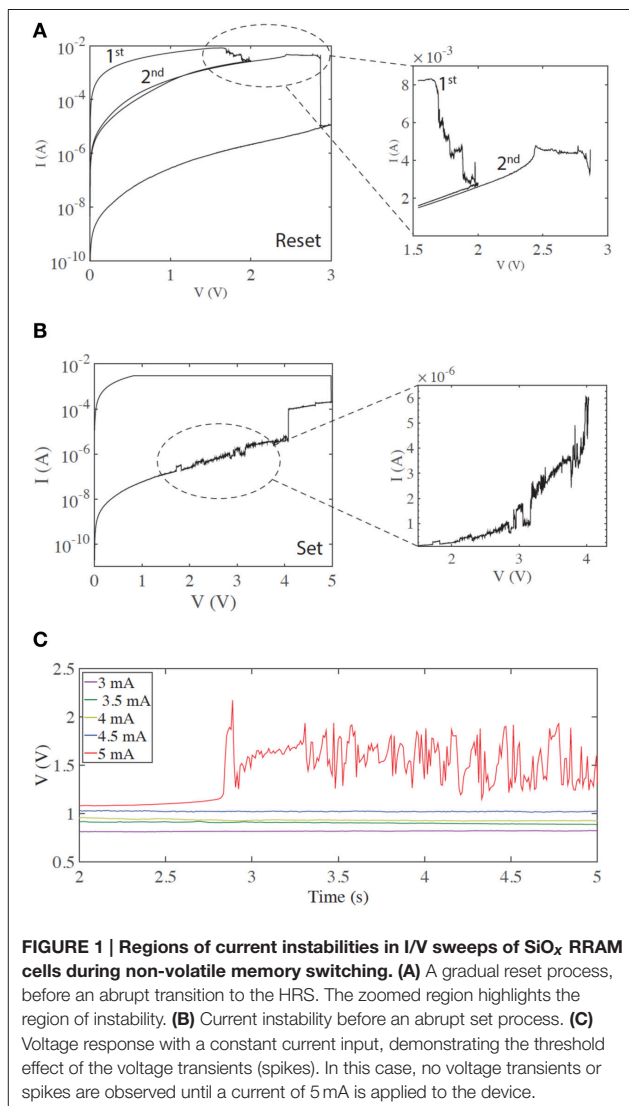 A
10⁻²
10⁻⁴
10⁻⁶
10⁻⁸
10⁻¹⁰
I (A)
1st
2nd
Reset
0
1
2
3
V (V)
× 10⁻³
8
6
4
2
I (A)
1st
2nd
1.5
2
2.5
3
V (V)
B
10⁻²
10⁻⁴
10⁻⁶
10⁻⁸
10⁻¹⁰
I (A)
Set
0
1
2
3
4
5
V (V)
× 10⁻⁶
6
5
4
3
2
1
I (A)
2
3
4
V (V)
C
2.5
2
1.5
1
0.5
V (V)
3 mA
3.5 mA
4 mA
4.5 mA
5 mA
2
2.5
3
3.5
4
4.5
5
Time (s)
FIGURE 1 | Regions of current instabilities in I/V sweeps of SiOₓ RRAM
cells during non-volatile memory switching. (A) A gradual reset process,
before an abrupt transition to the HRS. The zoomed region highlights the
region of instability. (B) Current instability before an abrupt set process. (C)
Voltage response with a constant current input, demonstrating the threshold
effect of the voltage transients (spikes). In this case, no voltage transients or
spikes are observed until a current of 5 mA is applied to the device.